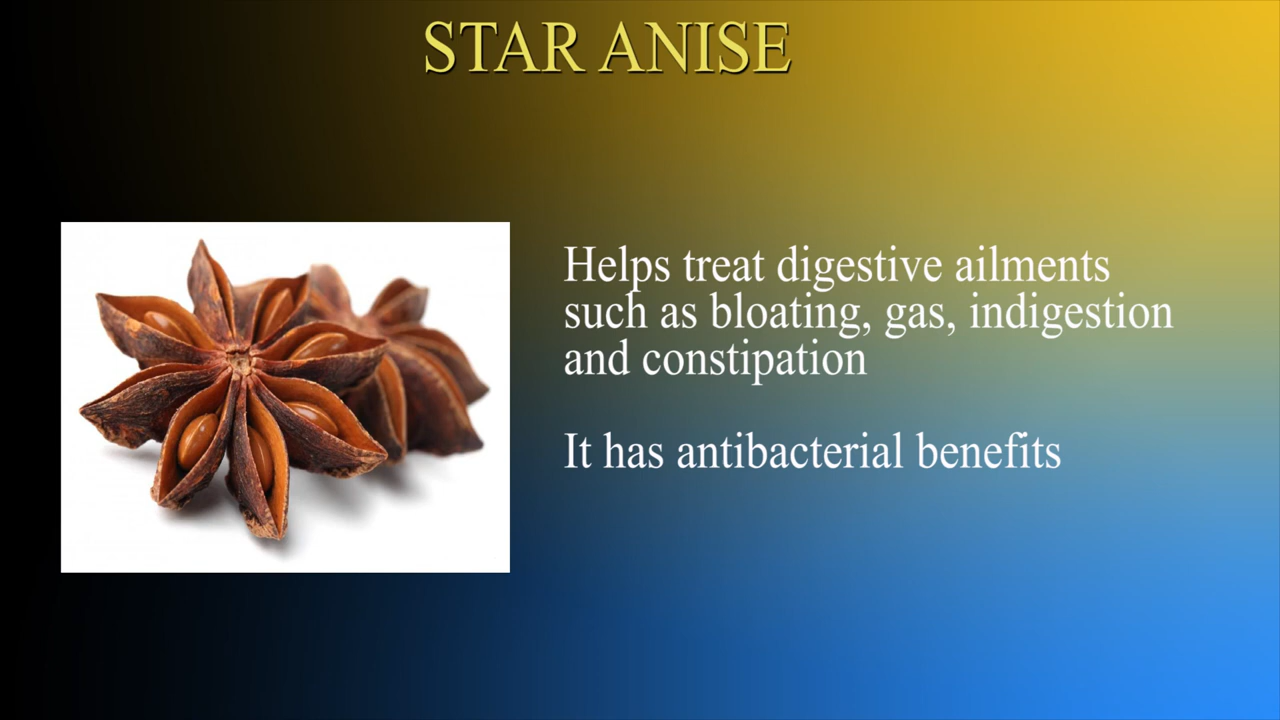 STAR ANISE
Helps treat digestive ailments
such as bloating, gas, indigestion
and constipation
It has antibacterial benefits